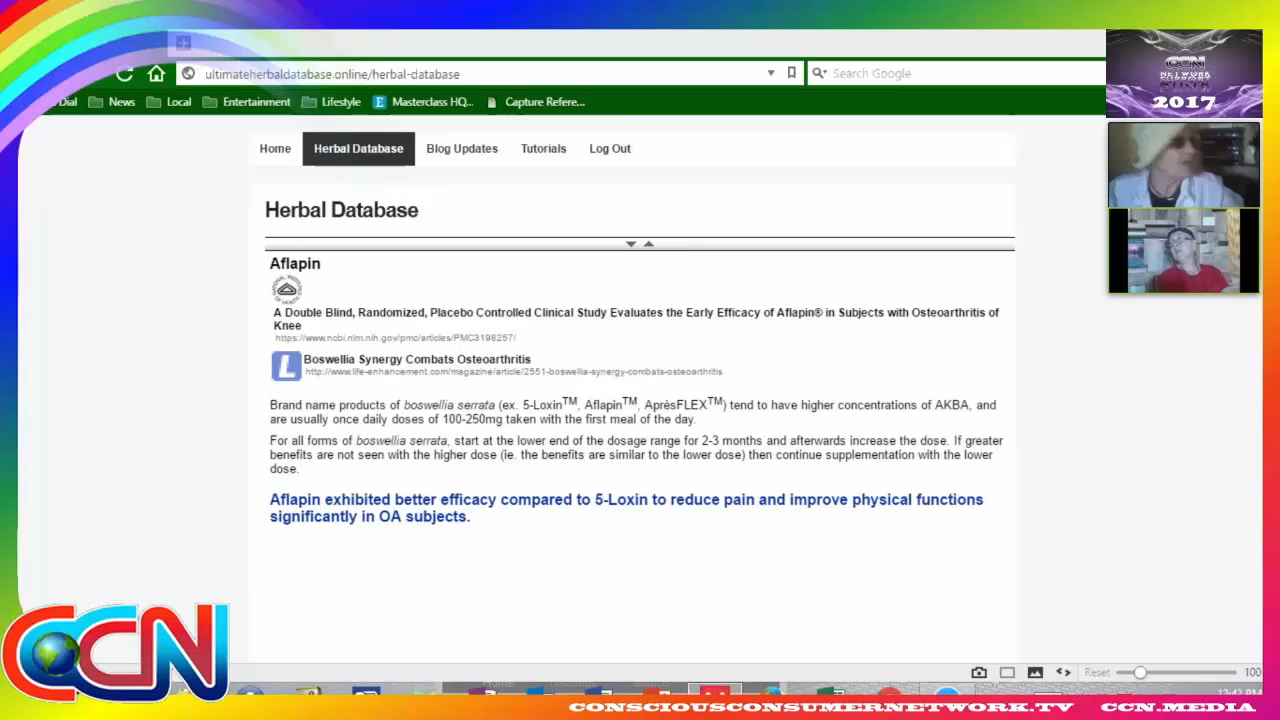 ultimateherbaldatabase.online/herbal-database
Search Google
Dial
News
Local
Entertainment
Lifestyle
Masterclass HQ...
Capture Refere...
CCN
NETWORK
SUPPORT
2017
Home
Herbal Database
Blog Updates
Tutorials
Log Out
Herbal Database
Aflapin
A Double Blind, Randomized, Placebo Controlled Clinical Study Evaluates the Early Efficacy of Aflapin® in Subjects with Osteoarthritis of
Knee
https://www.ncbi.nlm.nih.gov/pmc/articles/PMC3198257/
L
Boswellia Synergy Combats Osteoarthritis
http://www.life-enhancement.com/magazine/article/2551-boswellia-synergy-combats-osteoarthritis
Brand name products of boswellia serrata (ex. 5-Loxin™, Aflapin™, AprèsFLEX™) tend to have higher concentrations of AKBA, and
are usually once daily doses of 100-250mg taken with the first meal of the day.
For all forms of boswellia serrata, start at the lower end of the dosage range for 2-3 months and afterwards increase the dose. If greater
benefits are not seen with the higher dose (ie. the benefits are similar to the lower dose) then continue supplementation with the lower
dose.
Aflapin exhibited better efficacy compared to 5-Loxin to reduce pain and improve physical functions
significantly in OA subjects.
CCN
Reset
100
CONSCIOUSCONSUMERNETWORK.TV CCN.MEDIA